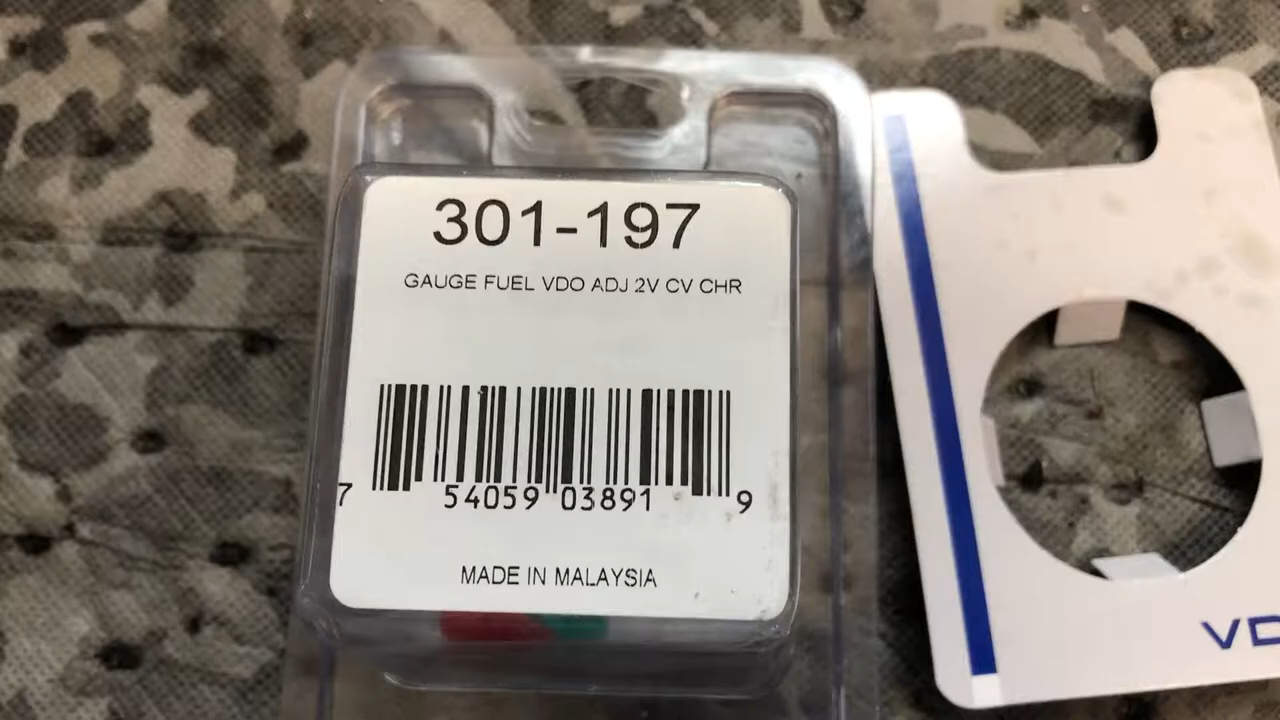 301-197
GAUGE FUEL VDO ADJ 2V CV CHR
7 54059 03891 9
MADE IN MALAYSIA